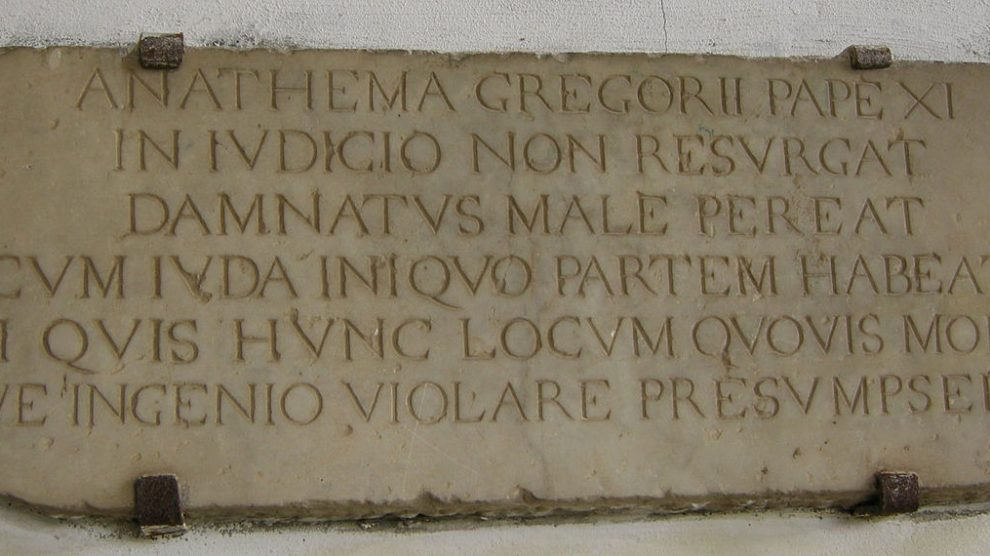 ANATHEMA GREGORII PAPE XI
IN IVDICIO NON RESVRGAT
DAMNATVS MALE PEREAT
CVM IVDA INIQVO PARTEM HABEAT
I QVIS HVNC LOCVM QVOVIS MO
VE INGENIO VIOLARE PRESVMPSE